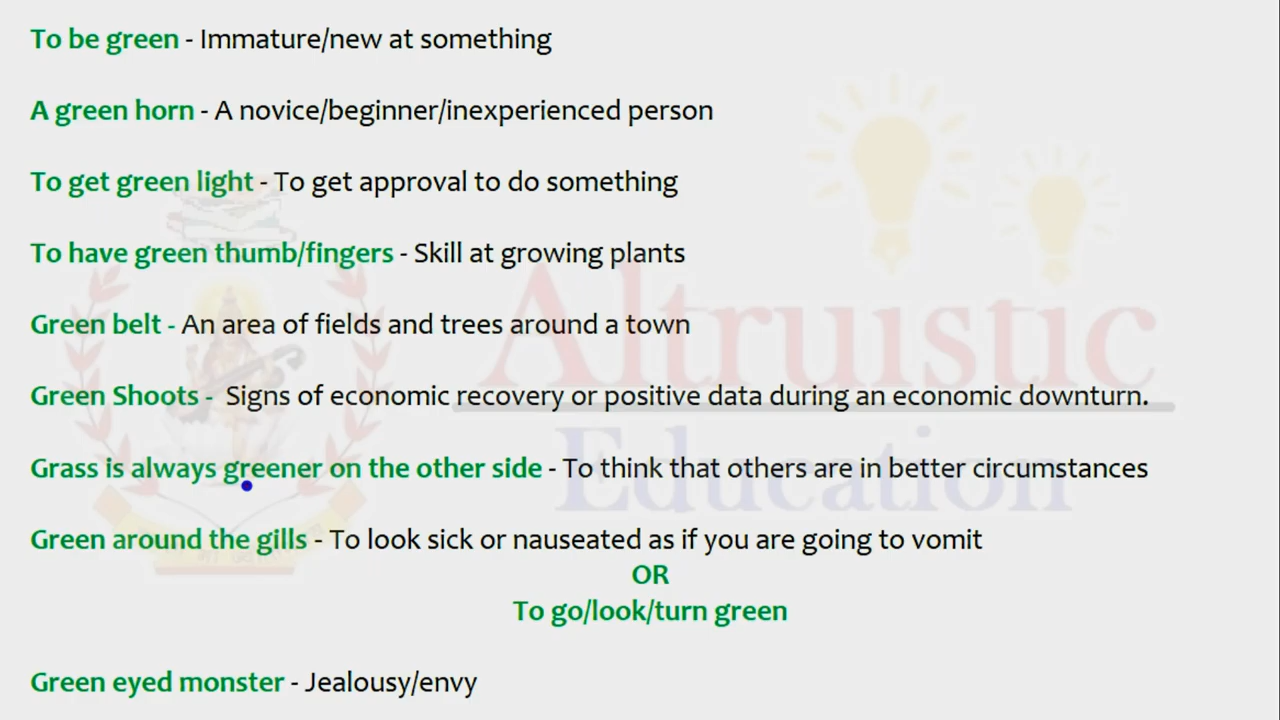 To be green - Immature/new at something
A green horn - A novice/beginner/inexperienced person
To get green light - To get approval to do something
To have green thumb/fingers - Skill at growing plants
Green belt - An area of fields and trees around a town
Green Shoots - Signs of economic recovery or positive data during an economic downturn.
Grass is always greener on the other side - To think that others are in better circumstances
Green around the gills - To look sick or nauseated as if you are going to vomit
OR
To go/look/turn green
Green eyed monster - Jealousy/envy
Altruistic
Education